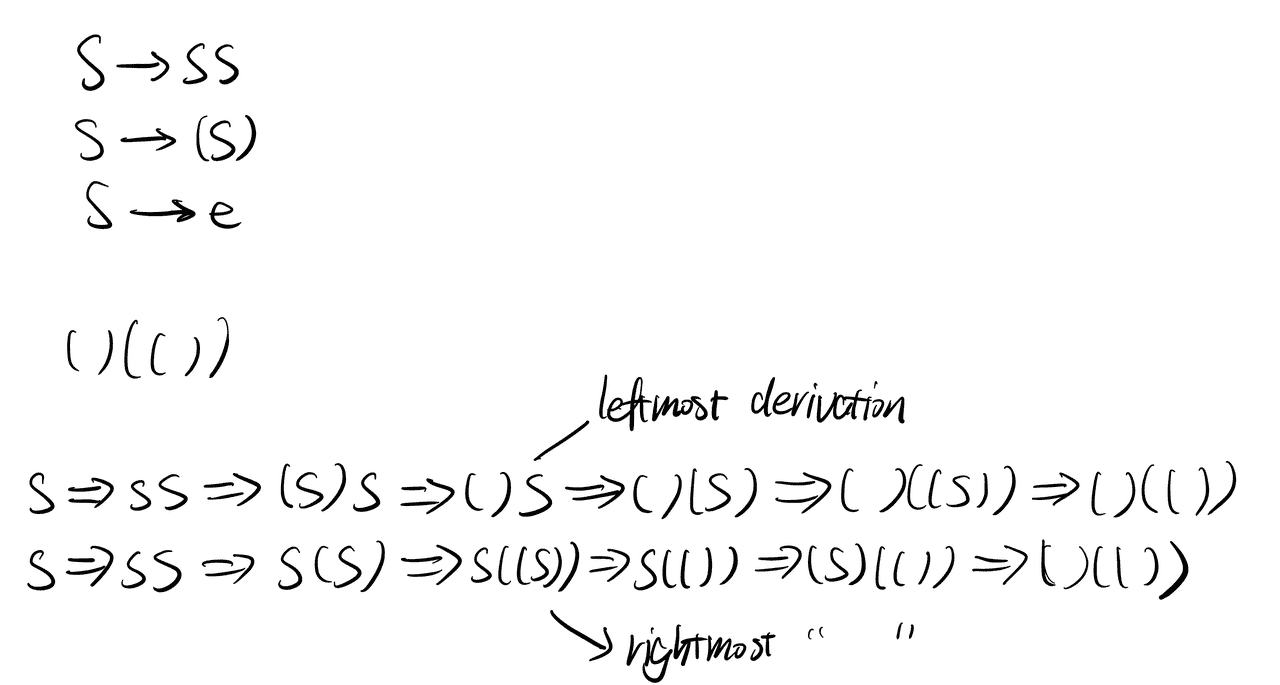 S → SS
S → (S)
S → e
()(())
leftmost derivation
S ⇒ SS ⇒ (S)S ⇒ ()S ⇒ ()(S) ⇒ ()((S)) ⇒ ()(())
S ⇒ SS ⇒ S(S) ⇒ S((S)) ⇒ S(()) ⇒ (S)(()) ⇒ ()(())
rightmost “ ”